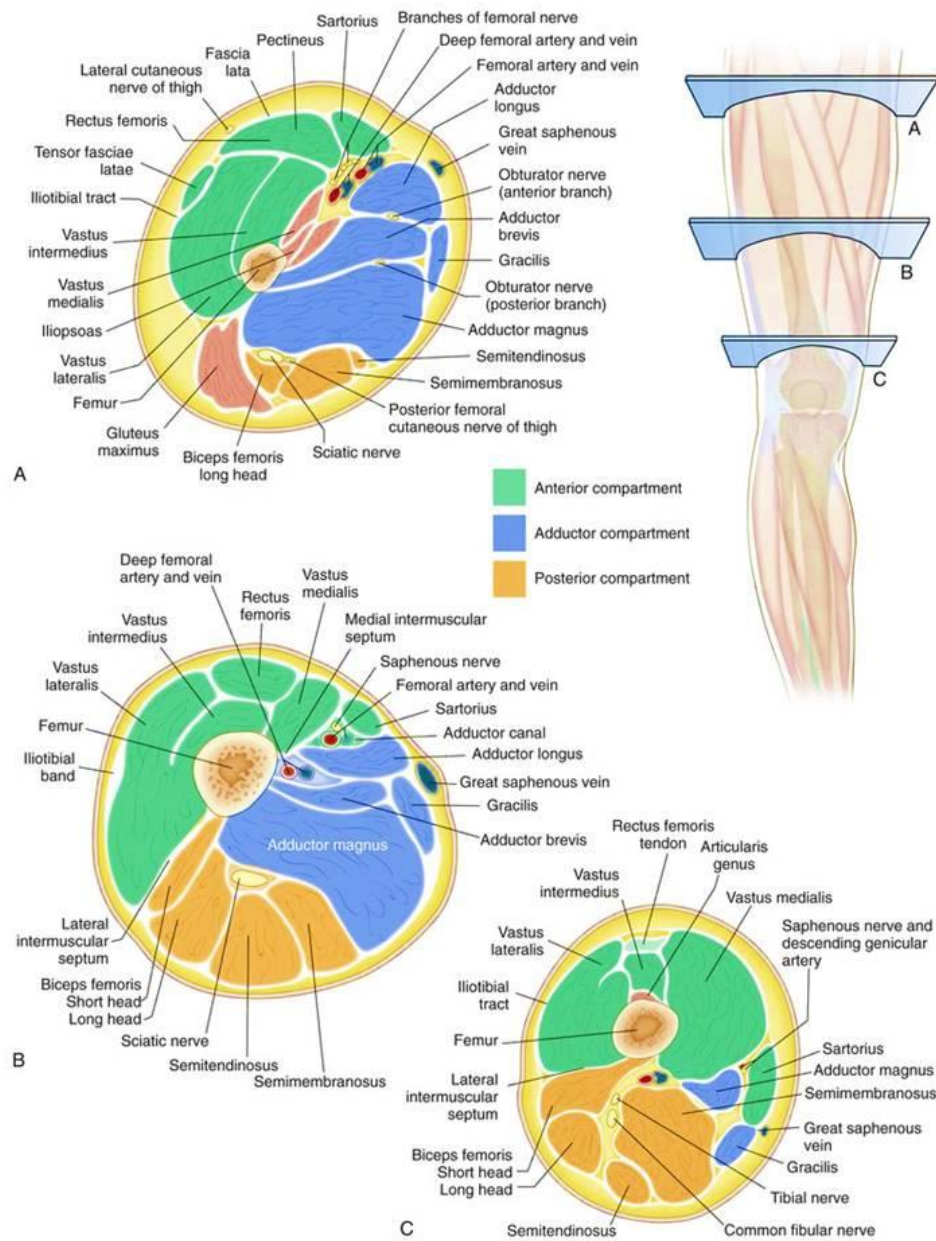 Branches of femoral nerve
Sartorius
Deep femoral artery and vein
Pectineus
Fascia
lata
Femoral artery and vein
Lateral cutaneous
nerve of thigh
Adductor
longus
Rectus femoris
Great saphenous
vein
Tensor fasciae
latae
Obturator nerve
(anterior branch)
Iliotibial tract
Adductor
brevis
Vastus
intermedius
Gracilis
Vastus
medialis
Obturator nerve
(posterior branch)
Iliopsoas
Adductor magnus
Vastus
lateralis
Semitendinosus
Semimembranosus
Femur
Posterior femoral
cutaneous nerve of thigh
Gluteus
maximus
Sciatic nerve
Biceps femoris
long head
A
A
B
C
Anterior compartment
Adductor compartment
Posterior compartment
Deep femoral
artery and vein
Vastus
medialis
Rectus
femoris
Medial intermuscular
septum
Vastus
intermedius
Saphenous nerve
Vastus
lateralis
Femoral artery and vein
Sartorius
Femur
Adductor canal
Adductor longus
Iliotibial
band
Great saphenous vein
Gracilis
Adductor brevis
Adductor magnus
Lateral
intermuscular
septum
Biceps femoris
Short head
Long head
Sciatic nerve
Semitendinosus
Semimembranosus
B
Rectus femoris
tendon
Articularis
genus
Vastus
intermedius
Vastus medialis
Vastus
lateralis
Saphenous nerve and
descending genicular
artery
Iliotibial
tract
Femur
Sartorius
Adductor magnus
Semimembranosus
Lateral
intermuscular
septum
Great saphenous
vein
Gracilis
Biceps femoris
Short head
Long head
Tibial nerve
Semitendinosus
Common fibular nerve
C